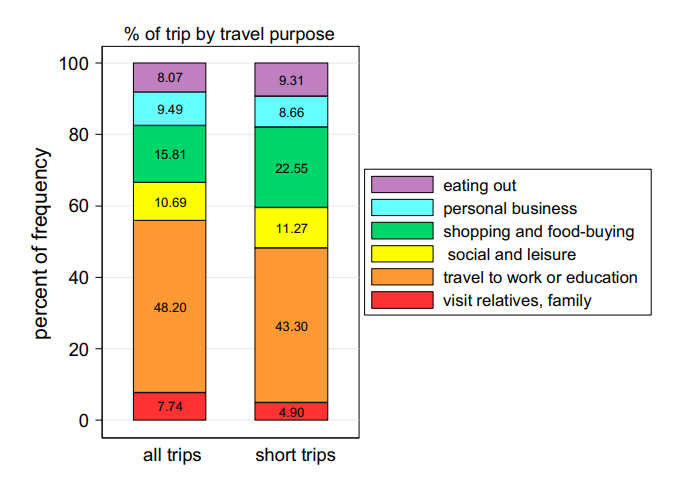 % of trip by travel purpose
percent of frequency
100
80
60
40
20
0
8.07
9.49
15.81
10.69
48.20
7.74
9.31
8.66
22.55
11.27
43.30
4.90
all trips
short trips
eating out
personal business
shopping and food-buying
social and leisure
travel to work or education
visit relatives, family